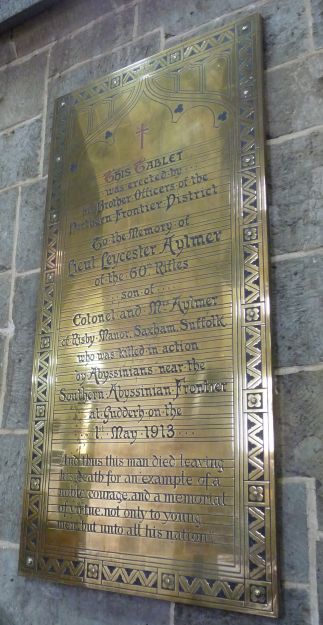 This Tablet
was erected by
his Brother Officers of the
Northern Frontier District
To the Memory of
Lieut Leycester Aylmer
of the 60th Rifles
son of
Colonel and Mrs Aylmer
of Risby Manor, Saxham, Suffolk
who was killed in action
by Abyssinians near the
Southern Abyssinian Frontier
at Gudderh on the
1st May 1913
And thus this man died leaving
his death for an example of a
noble courage, and a memorial
of virtue, not only to young
men, but unto all his nation